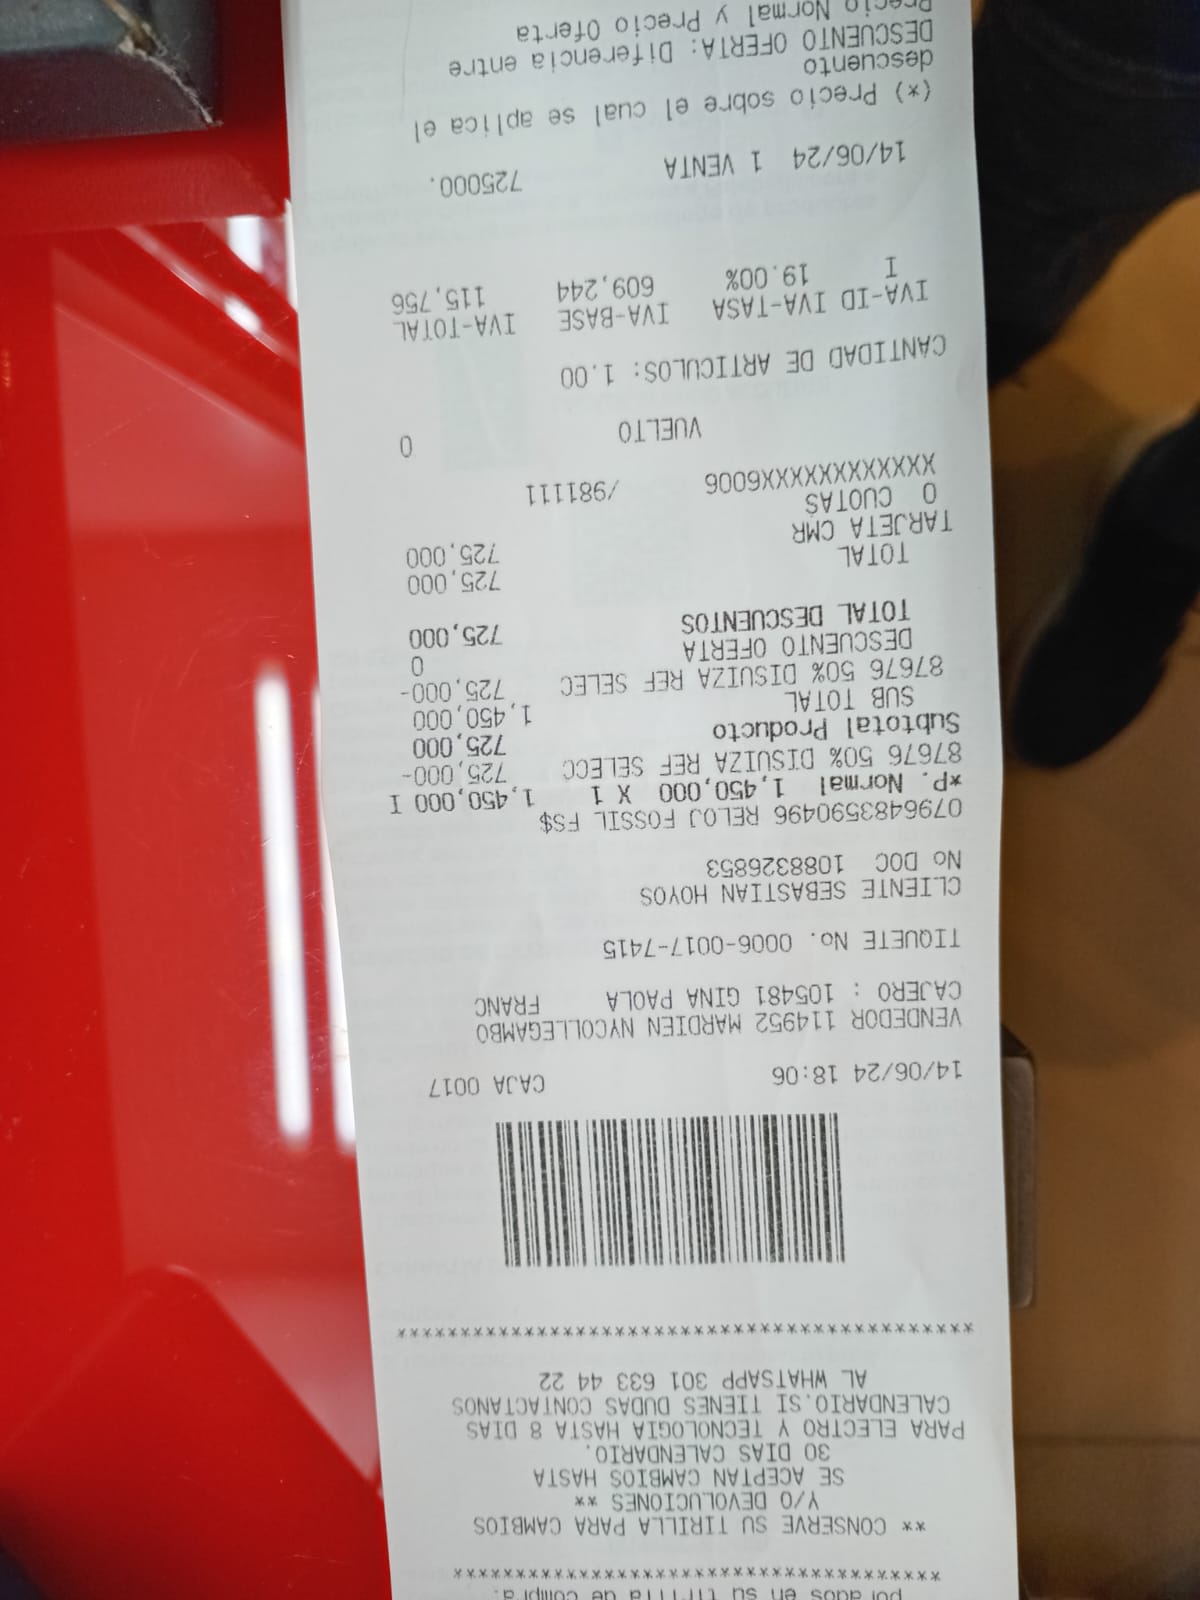 en su tirilla de compra.
****************************************
** CONSERVE SU TIRILLA PARA CAMBIOS
Y/O DEVOLUCIONES **
SE ACEPTAN CAMBIOS HASTA
30 DIAS CALENDARIO.
PARA ELECTRO Y TECNOLOGIA HASTA 8 DIAS
CALENDARIO.SI TIENES DUDAS CONTACTANOS
AL WHATSAPP 301 633 44 22
****************************************
14/06/24 18:06 CAJA 0017
VENDEDOR 114952 MARDIEN NYCOLLEGAMBO
CAJERO : 105481 GINA PAOLA FRANC
TIQUETE No. 0006-0017-7415
CLIENTE SEBASTIAN HOYOS
No DOC 1088326853
0796483590496 RELOJ FOSSIL FS$
*P. Normal 1,450,000 X 1 1,450,000 I
87676 50% DISUIZA REF SELECC 725,000-
Subtotal Producto 725,000
SUB TOTAL 1,450,000
87676 50% DISUIZA REF SELEC 725,000-
DESCUENTO OFERTA 0
TOTAL DESCUENTOS 725,000
TOTAL 725,000
TARJETA CMR 725,000
0 CUOTAS
XXXXXXXXXXXXX6006 /981111
VUELTO 0
CANTIDAD DE ARTICULOS: 1.00
IVA-ID IVA-TASA IVA-BASE IVA-TOTAL
I 19.00% 609,244 115,756
14/06/24 1 VENTA 725000.
(*) Precio sobre el cual se aplica el
descuento
DESCUENTO OFERTA: Diferencia entre
Precio Normal y Precio Oferta